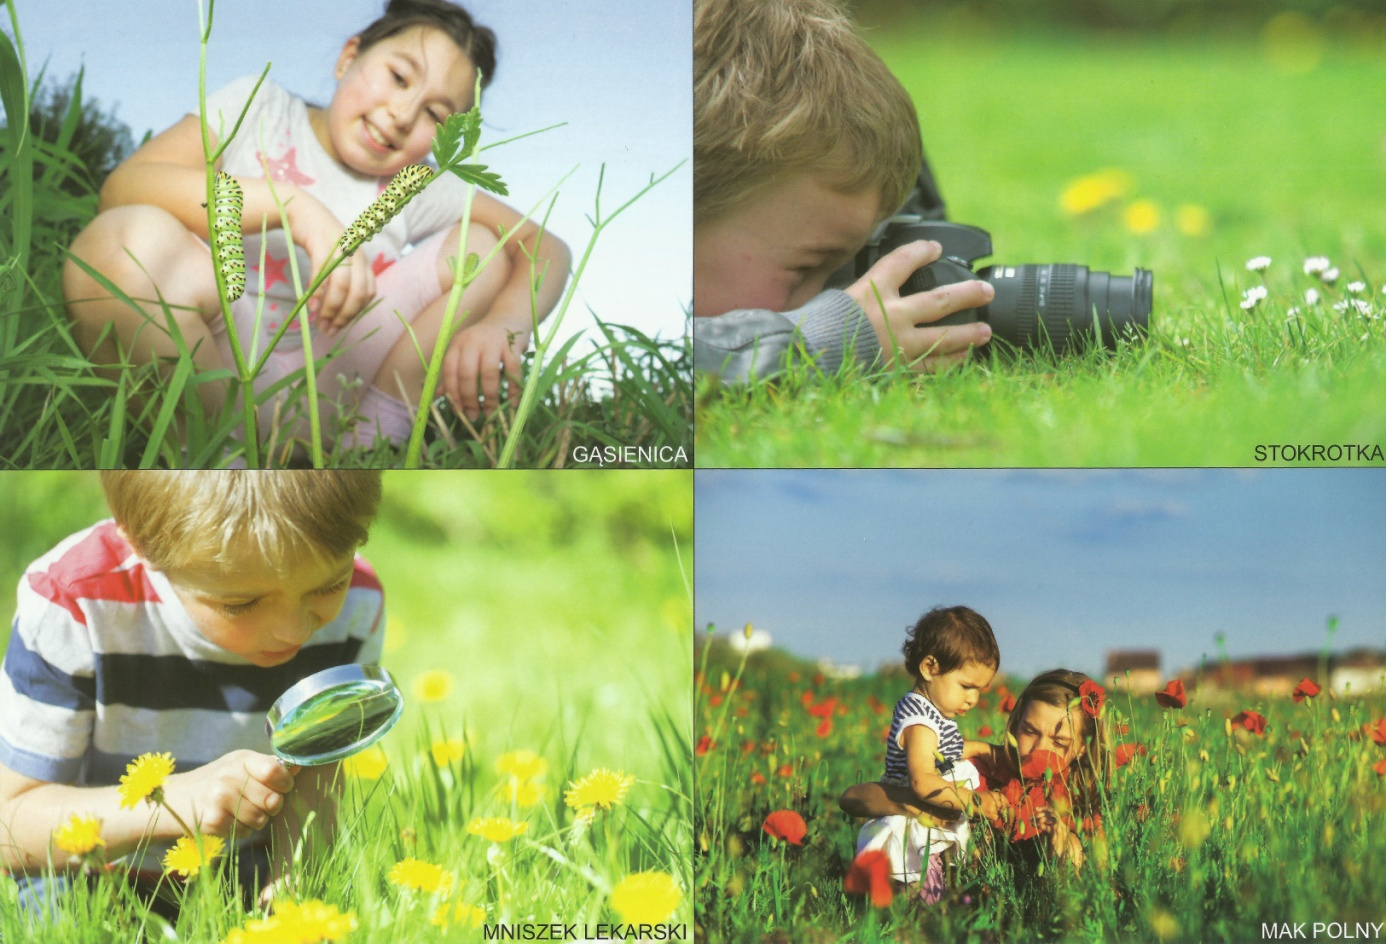 GĄSIENICA
STOKROTKA
MNISZEK LEKARSKI
MAK POLNY